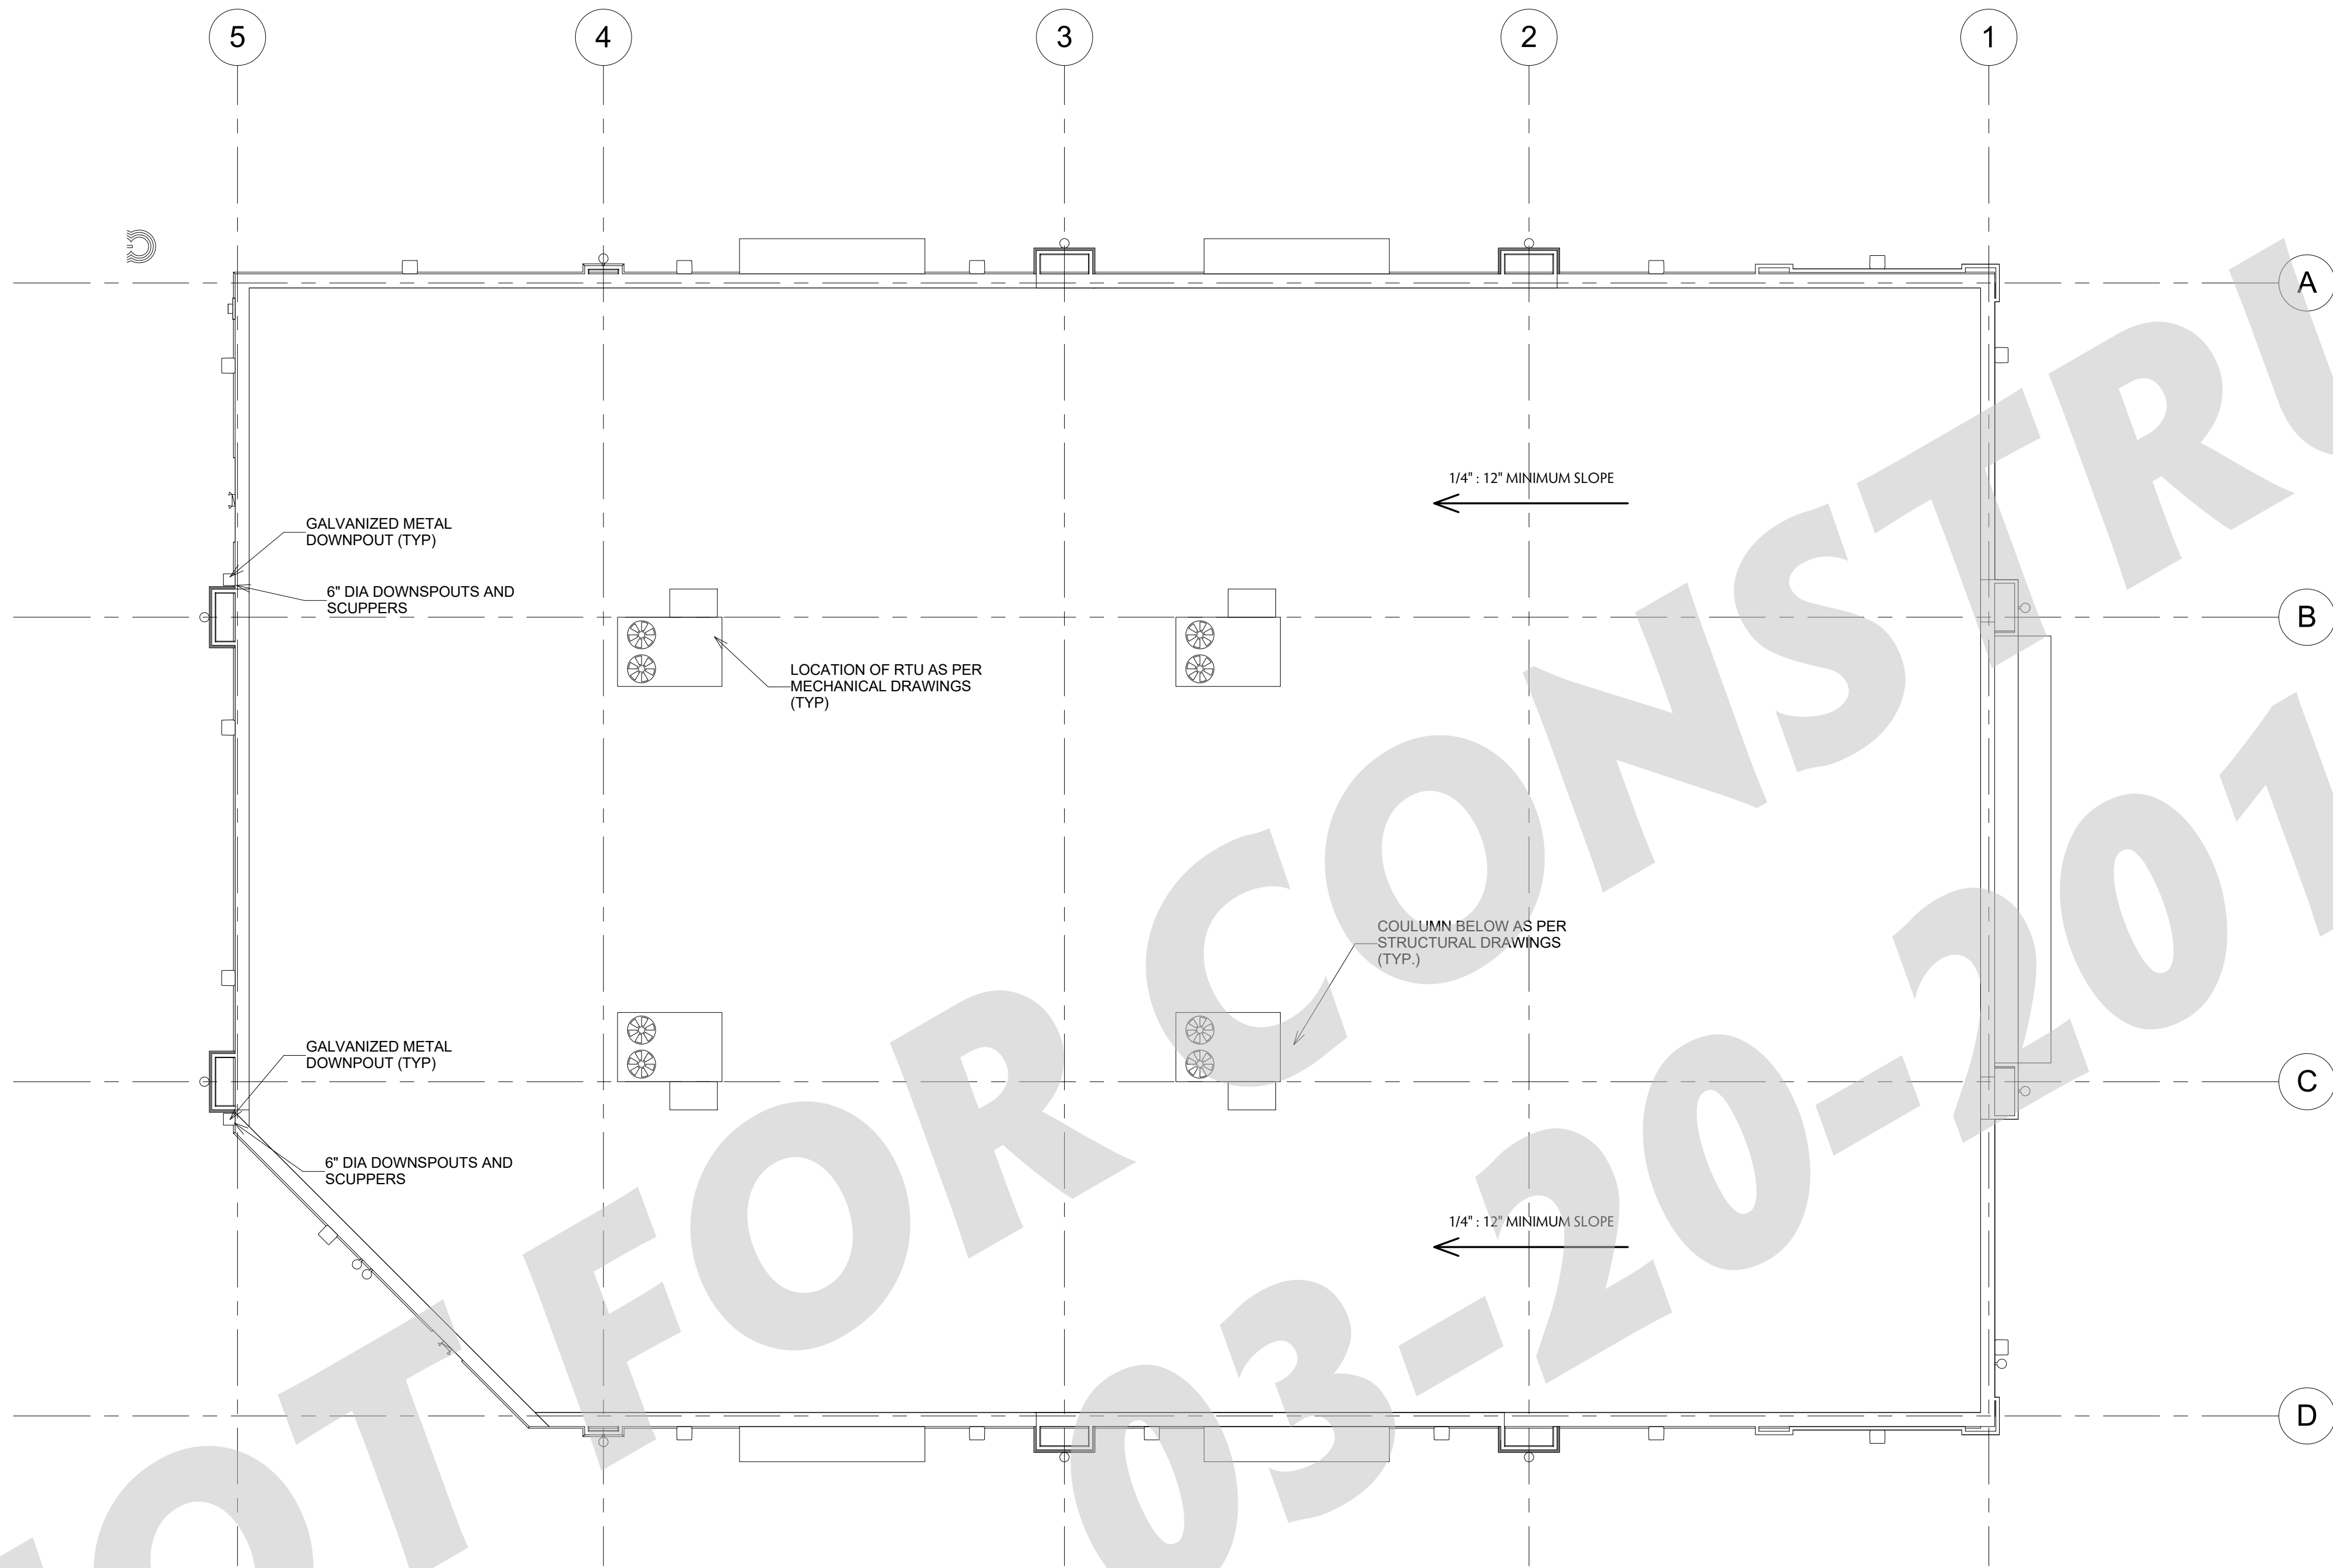 5
4
3
2
1
A
1/4" : 12" MINIMUM SLOPE
GALVANIZED METAL
DOWNPOUT (TYP)
6" DIA DOWNSPOUTS AND
SCUPPERS
B
LOCATION OF RTU AS PER
MECHANICAL DRAWINGS
(TYP)
COULUMN BELOW AS PER
STRUCTURAL DRAWINGS
(TYP.)
GALVANIZED METAL
DOWNPOUT (TYP)
C
6" DIA DOWNSPOUTS AND
SCUPPERS
1/4" : 12" MINIMUM SLOPE
D
OT FOR CONSTRU
03-20-201